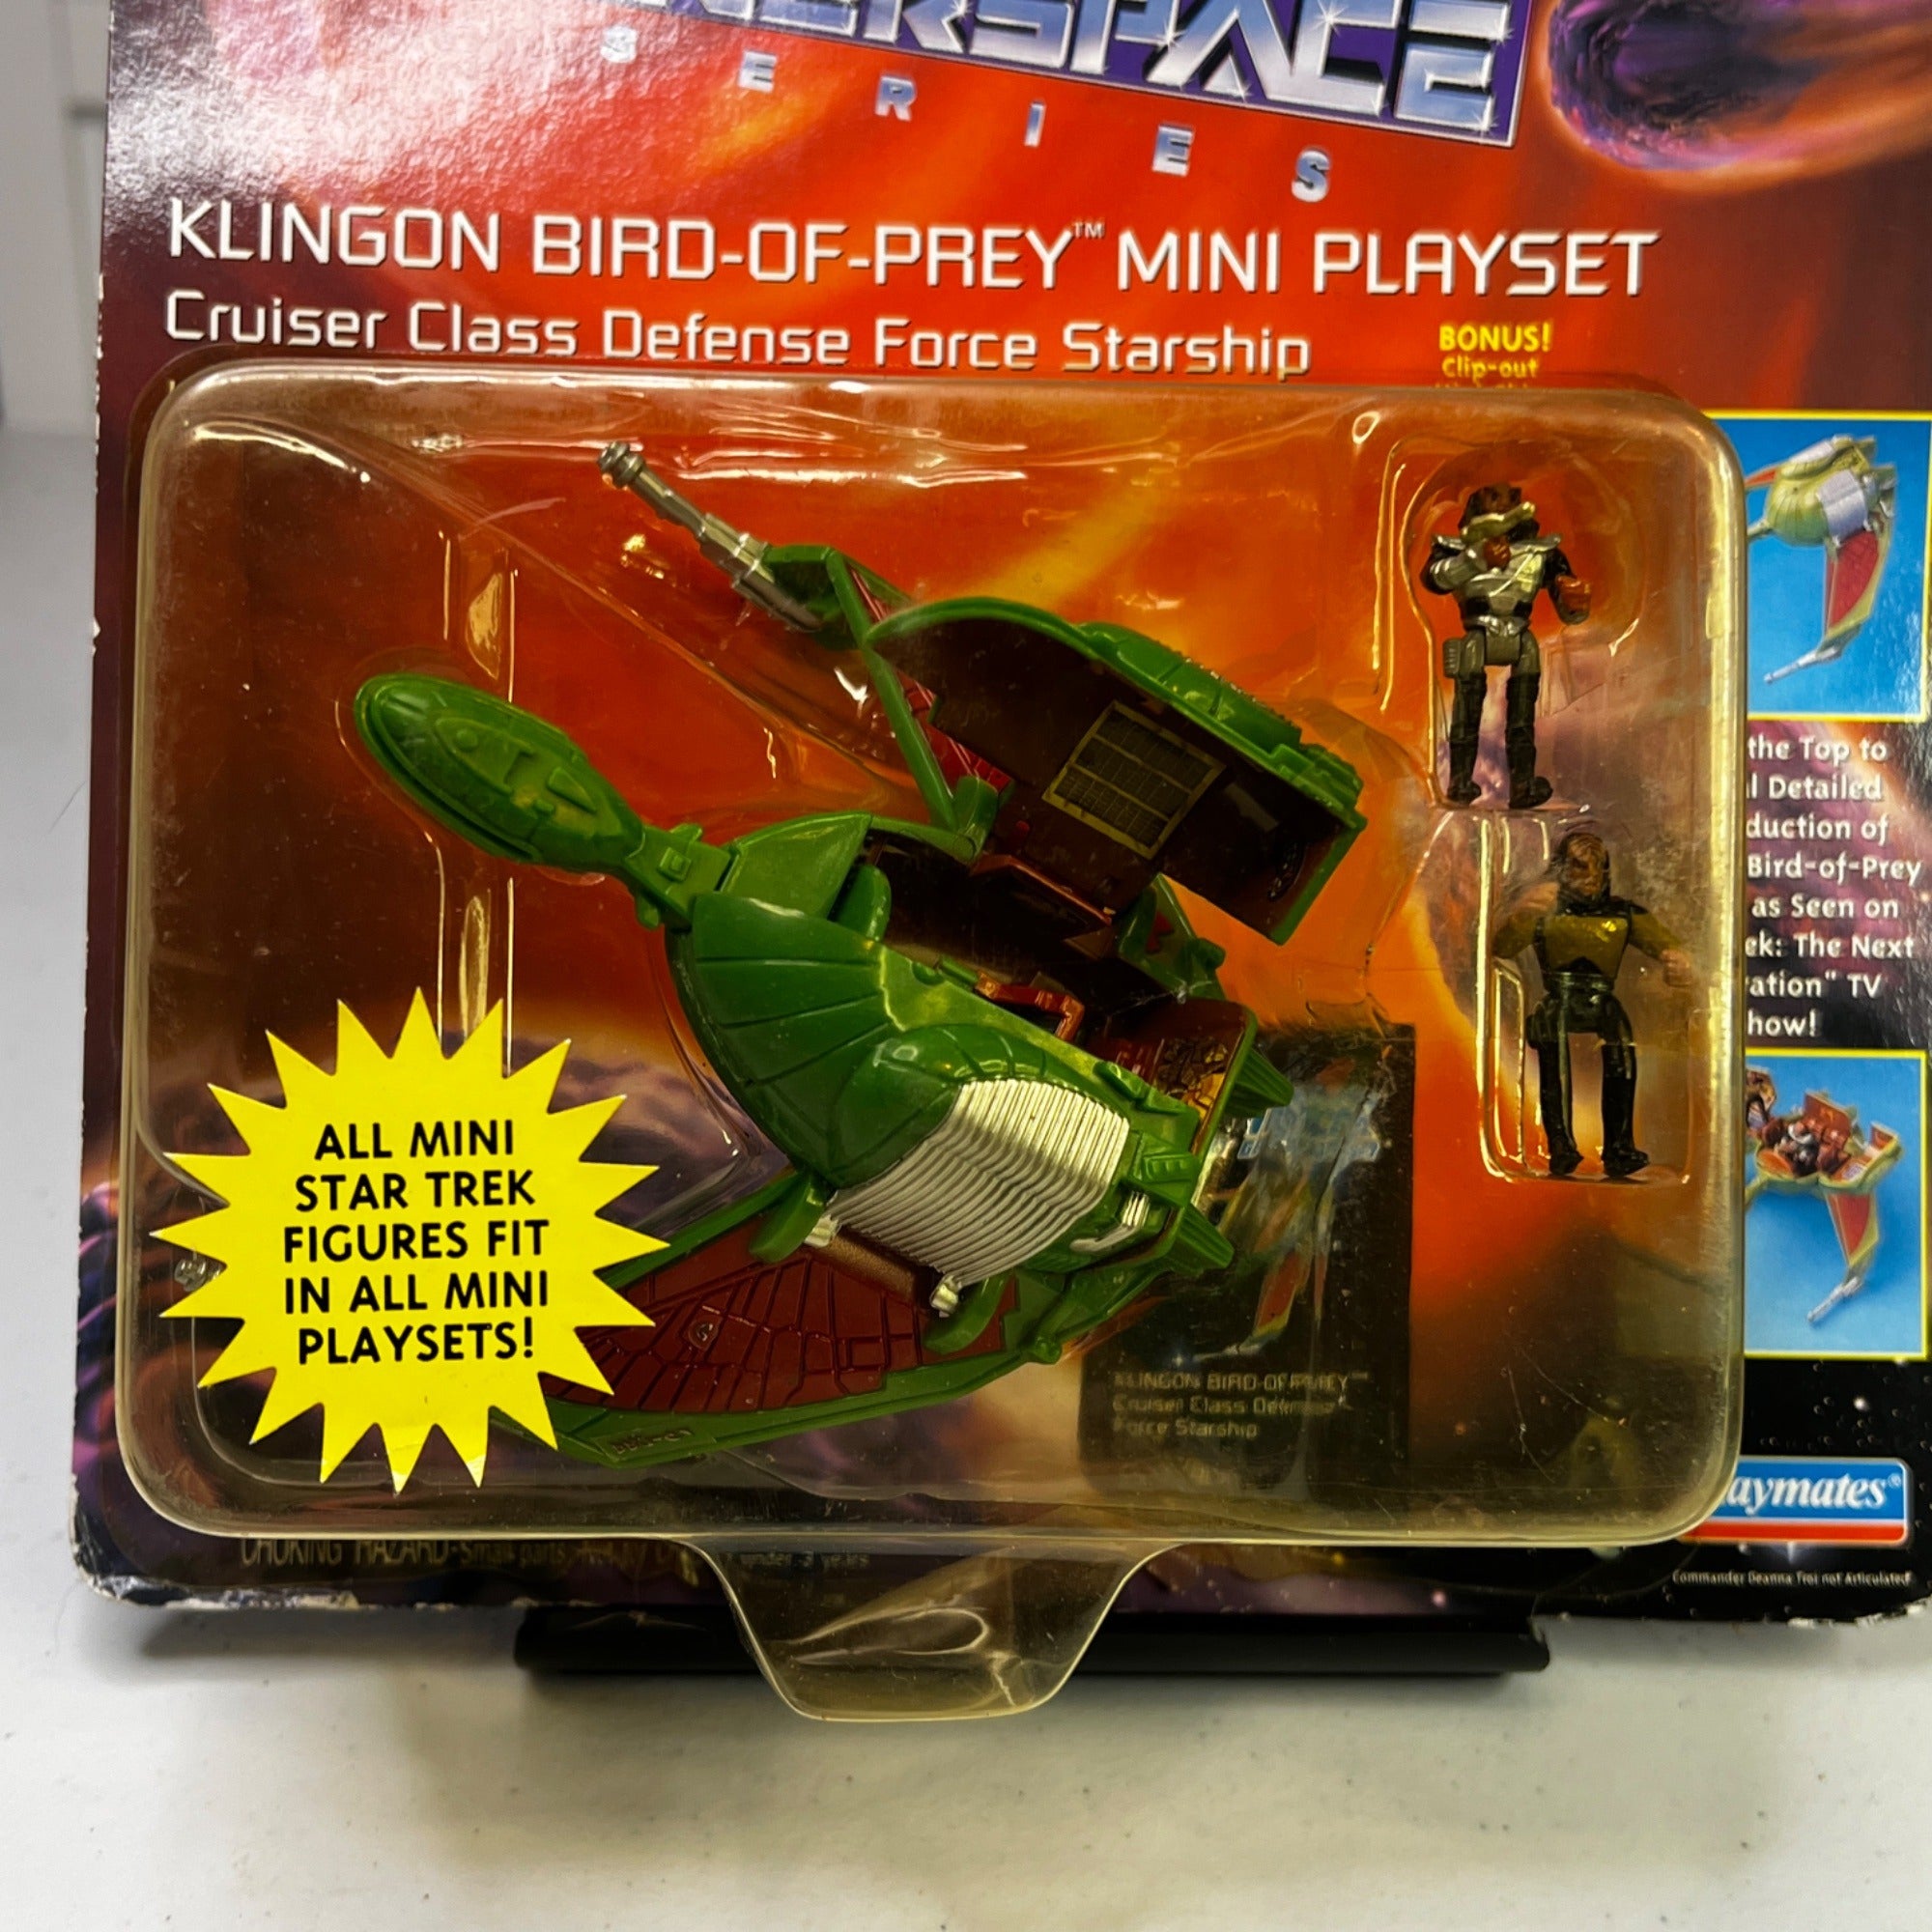 SERIES
KLINGON BIRD-OF-PREY™ MINI PLAYSET
Cruiser Class Defense Force Starship
BONUS!
Clip-out
the Top to
Detailed
duction of
Bird-of-Prey
as Seen on
ek: The Next
ation" TV
how!
ALL MINI
STAR TREK
FIGURES FIT
IN ALL MINI
PLAYSETS!
KLINGON BIRD-OF-PREY™
Cruiser Class Defense
Force Starship
aymates®
CHOKING HAZARD-Small parts. under 3 years
Commander Deanna Troi not Articulated